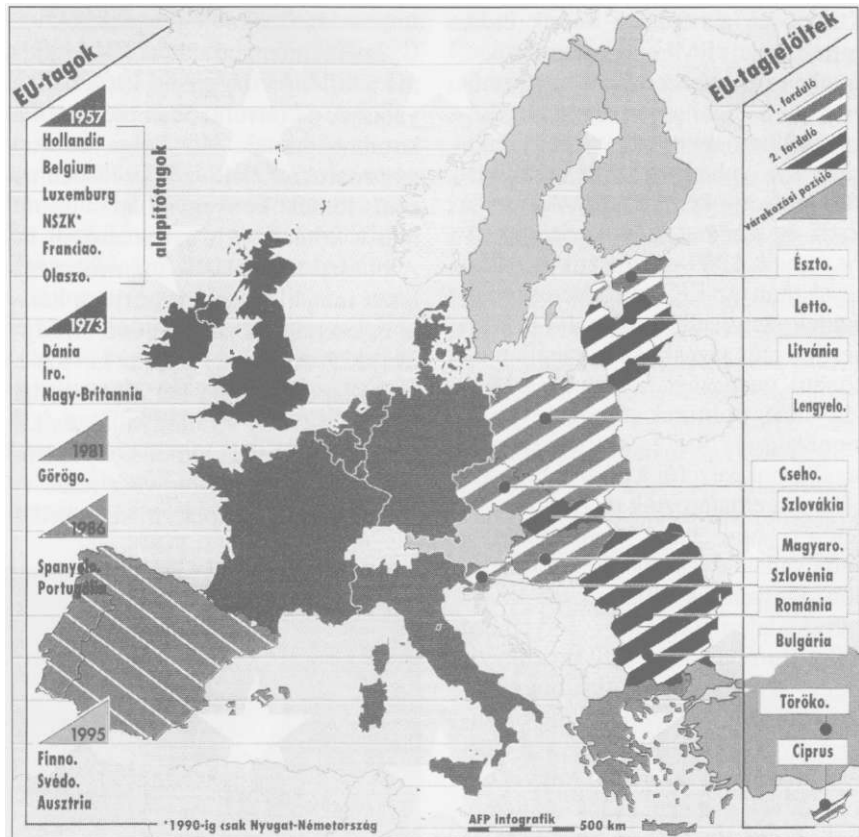 EU-tagok
1957
Hollandia
Belgium
Luxemburg
NSZK*
Franciao.
Olaszo.
alapítótagok
1973
Dánia
Íro.
Nagy-Britannia
1981
Görögo.
1986
Spanyolo.
Portugália
1995
Finno.
Svédo.
Ausztria
*1990-ig csak Nyugat-Németország
AFP infografik
500 km
EU-tagjelöltek
1. forduló
2. forduló
várakozási pozíció
Észto.
Letto.
Litvánia
Lengyelo.
Cseho.
Szlovákia
Magyaro.
Szlovénia
Románia
Bulgária
Töröko.
Ciprus